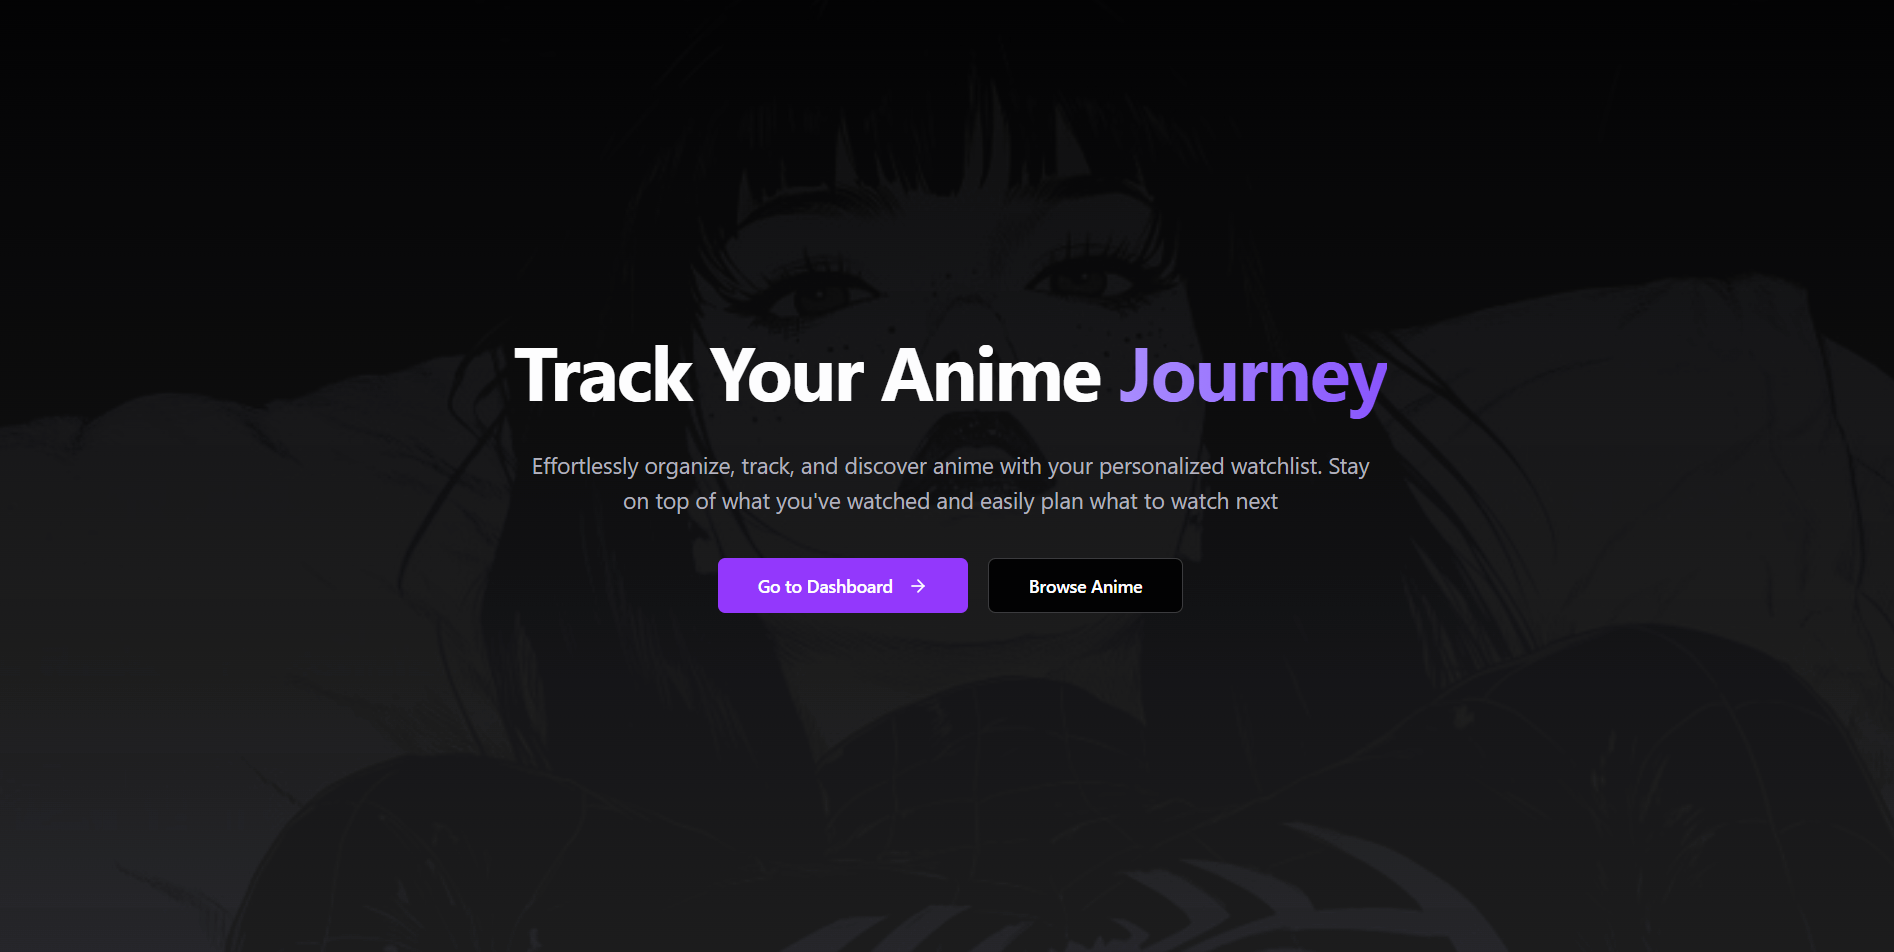 Track Your Anime Journey
Effortlessly organize, track, and discover anime with your personalized watchlist. Stay
on top of what you've watched and easily plan what to watch next
Go to Dashboard
Browse Anime